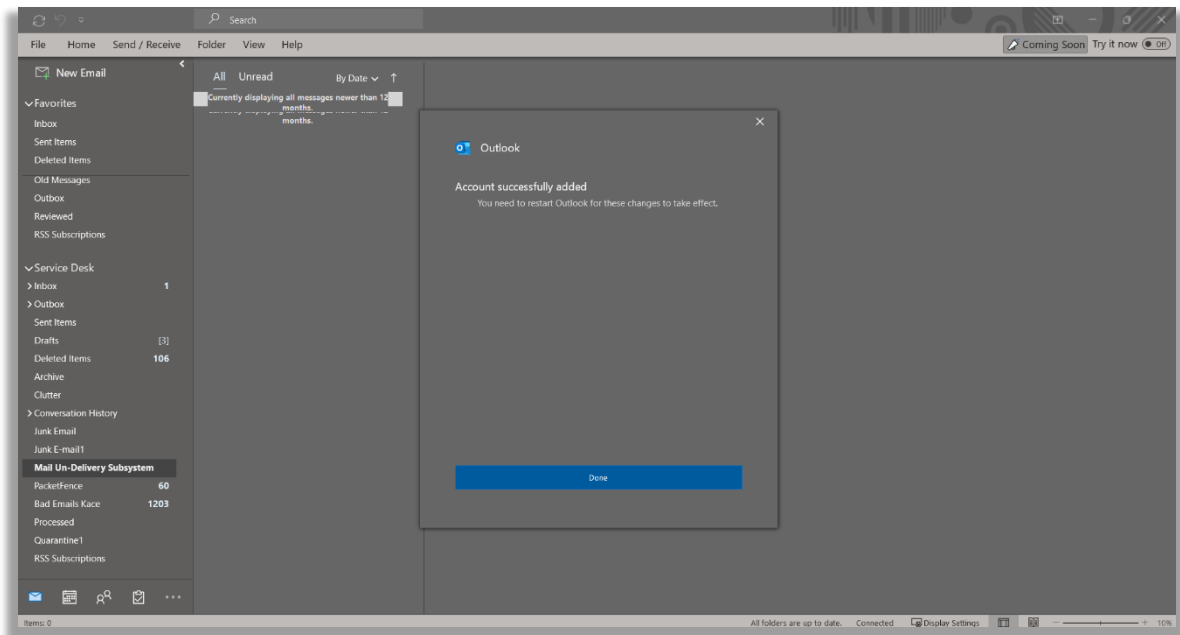 Search
File Home Send / Receive Folder View Help
Coming Soon Try it now Off
New Email
All Unread By Date
Currently displaying all messages newer than 12
months.
months.
Favorites
Inbox
Sent Items
Deleted Items
Old Messages
Outbox
Reviewed
RSS Subscriptions
Service Desk
Inbox 1
Outbox
Sent Items
Drafts [3]
Deleted Items 106
Archive
Clutter
Conversation History
Junk Email
Junk E-mail1
Mail Un-Delivery Subsystem
PacketFence 60
Bad Emails Kace 1203
Processed
Quarantine1
RSS Subscriptions
Outlook
Account successfully added
You need to restart Outlook for these changes to take effect.
Done
Items: 0
All folders are up to date. Connected Display Settings 10%